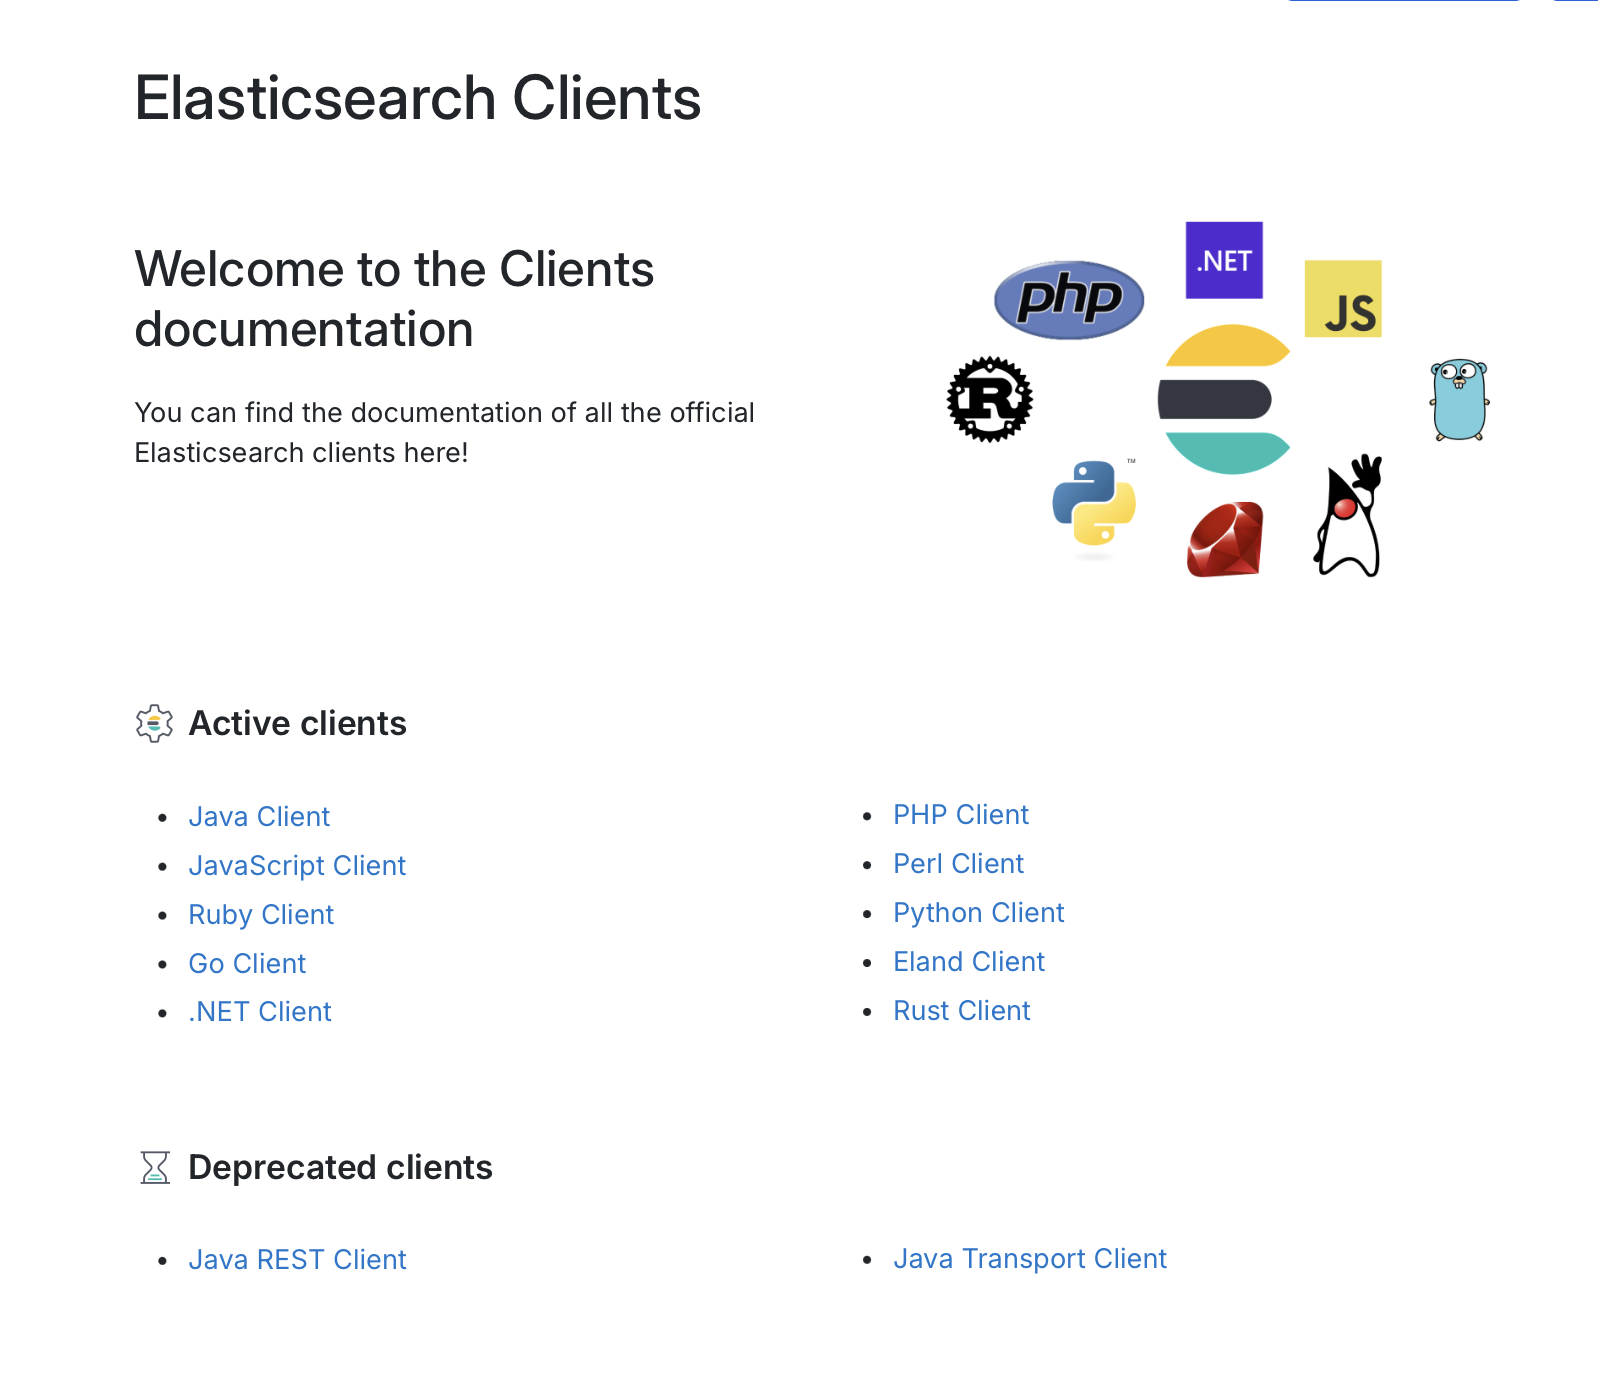 Elasticsearch Clients
Welcome to the Clients
documentation
You can find the documentation of all the official
Elasticsearch clients here!
.NET
php
JS
R
™
Active clients
Java Client
JavaScript Client
Ruby Client
Go Client
.NET Client
PHP Client
Perl Client
Python Client
Eland Client
Rust Client
Deprecated clients
Java REST Client
Java Transport Client